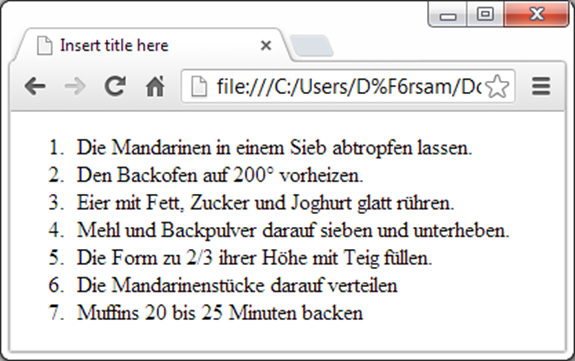 Insert title here
file:///C:/Users/D%F6rsam/Do
1. Die Mandarinen in einem Sieb abtropfen lassen.
2. Den Backofen auf 200° vorheizen.
3. Eier mit Fett, Zucker und Joghurt glatt rühren.
4. Mehl und Backpulver darauf sieben und unterheben.
5. Die Form zu 2/3 ihrer Höhe mit Teig füllen.
6. Die Mandarinenstücke darauf verteilen
7. Muffins 20 bis 25 Minuten backen